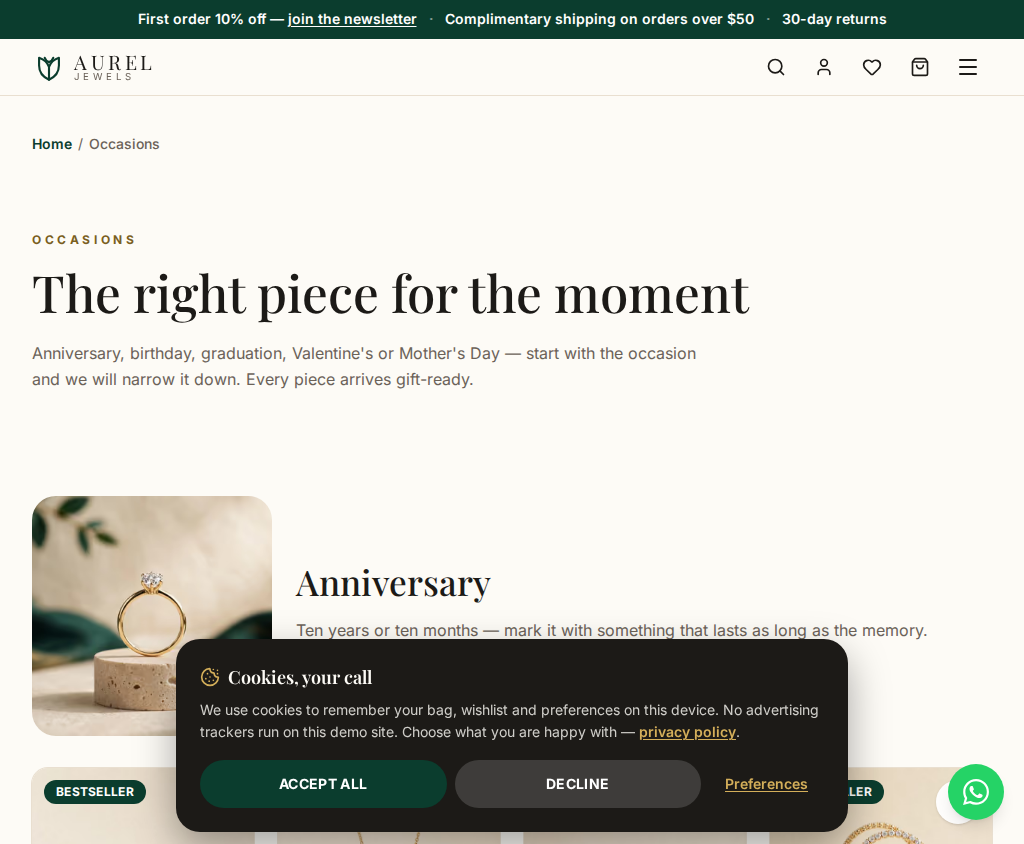 First order 10% off — join the newsletter · Complimentary shipping on orders over $50 · 30-day returns
AUREL
JEWELS
Home / Occasions
OCCASIONS
The right piece for the moment
Anniversary, birthday, graduation, Valentine's or Mother's Day — start with the occasion
and we will narrow it down. Every piece arrives gift-ready.
Anniversary
Ten years or ten months — mark it with something that lasts as long as the memory.
Cookies, your call
We use cookies to remember your bag, wishlist and preferences on this device. No advertising
trackers run on this demo site. Choose what you are happy with — privacy policy.
ACCEPT ALL
DECLINE
Preferences
BESTSELLER